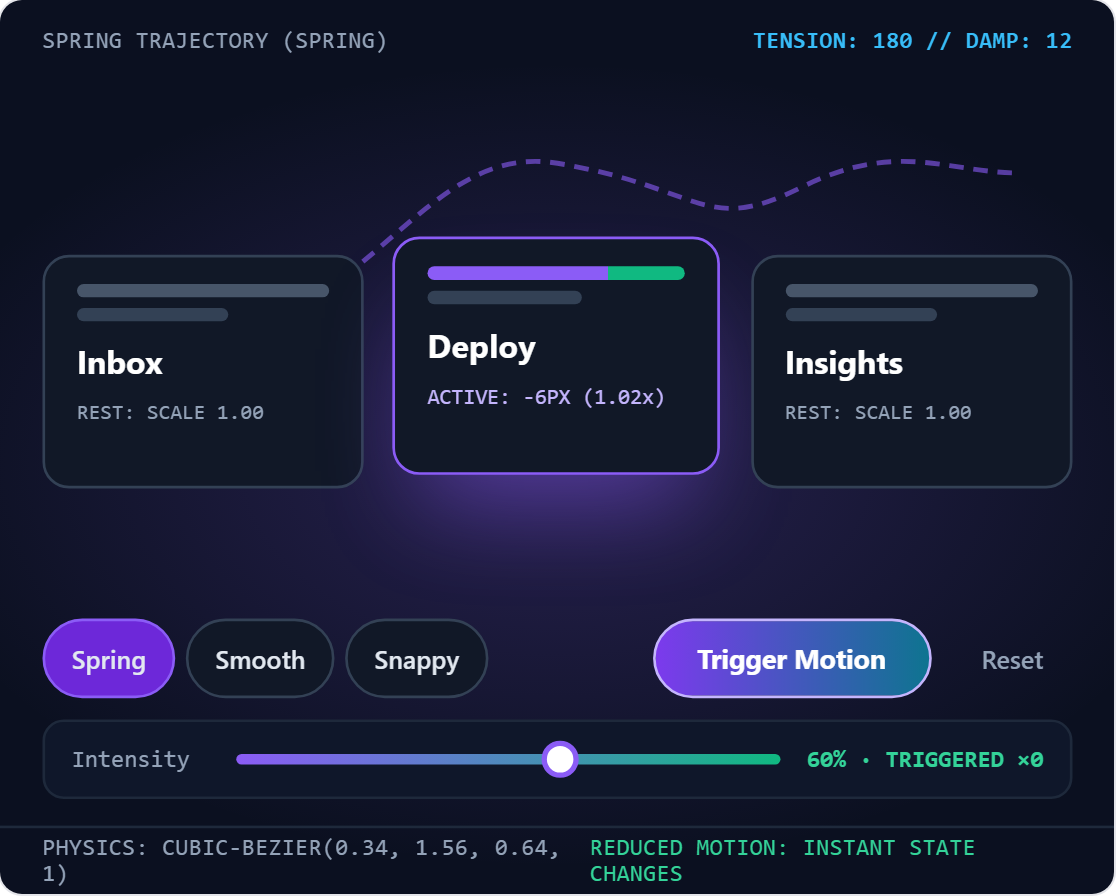 SPRING TRAJECTORY (SPRING)
TENSION: 180 // DAMP: 12
Inbox
REST: SCALE 1.00
Deploy
ACTIVE: -6PX (1.02x)
Insights
REST: SCALE 1.00
Spring
Smooth
Snappy
Trigger Motion
Reset
Intensity
60% · TRIGGERED ×0
PHYSICS: CUBIC-BEZIER(0.34, 1.56, 0.64,
1)
REDUCED MOTION: INSTANT STATE
CHANGES